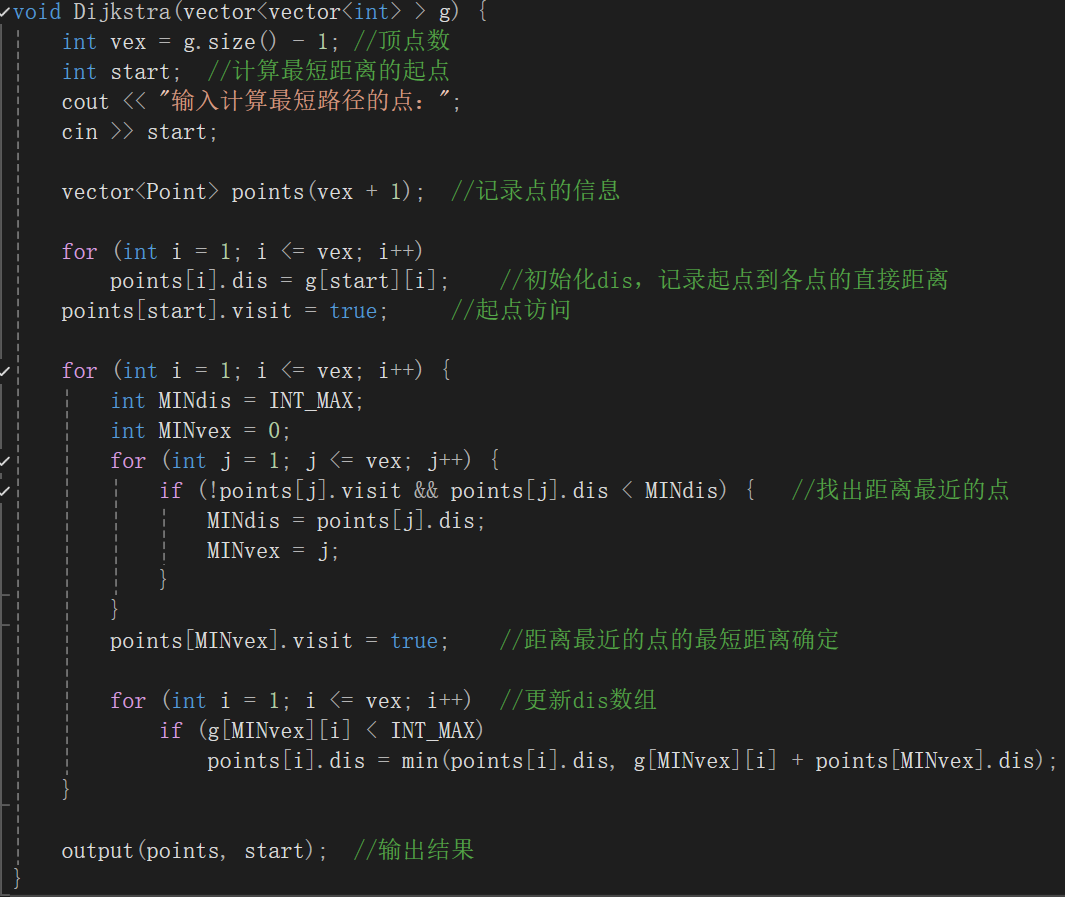 void Dijkstra(vector<vector<int> > g) {
    int vex = g.size() - 1; //顶点数
    int start;  //计算最短距离的起点
    cout << "输入计算最短路径的点：";
    cin >> start;

    vector<Point> points(vex + 1);  //记录点的信息

    for (int i = 1; i <= vex; i++)
        points[i].dis = g[start][i];    //初始化dis，记录起点到各点的直接距离
    points[start].visit = true;     //起点访问

    for (int i = 1; i <= vex; i++) {
        int MINdis = INT_MAX;
        int MINvex = 0;
        for (int j = 1; j <= vex; j++) {
            if (!points[j].visit && points[j].dis < MINdis) {   //找出距离最近的点
                MINdis = points[j].dis;
                MINvex = j;
            }
        }
        points[MINvex].visit = true;    //距离最近的点的最短距离确定

        for (int i = 1; i <= vex; i++)  //更新dis数组
            if (g[MINvex][i] < INT_MAX)
                points[i].dis = min(points[i].dis, g[MINvex][i] + points[MINvex].dis);
    }

    output(points, start);  //输出结果
}